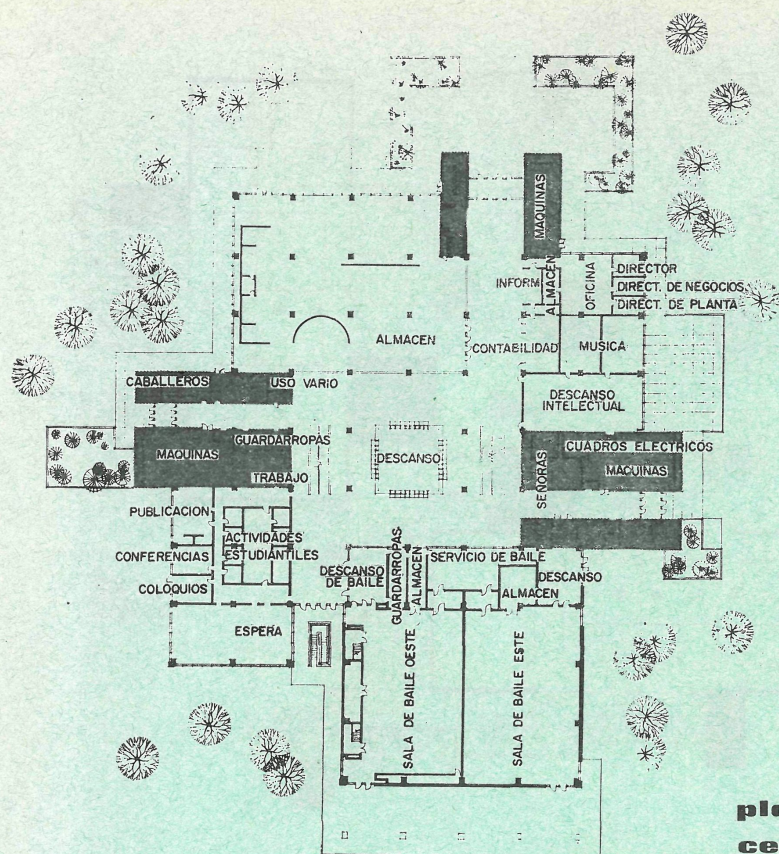 MAQUINAS
INFORM
ALMACEN
OFICINA
DIRECTOR
DIRECT. DE NEGOCIOS
DIRECT. DE PLANTA
ALMACEN
CONTABILIDAD
MUSICA
CABALLEROS
USO VARIO
DESCANSO
INTELECTUAL
GUARDARROPAS
MAQUINAS
DESCANSO
TRABAJO
SEÑORAS
CUADROS ELECTRICOS
MAQUINAS
PUBLICACION
ACTIVIDADES
ESTUDIANTILES
CONFERENCIAS
COLOQUIOS
ESPERA
DESCANSO
DE BAILE
GUARDARROPAS
ALMACEN
SERVICIO DE BAILE
ALMACEN
DESCANSO
SALA DE BAILE OESTE
SALA DE BAILE ESTE